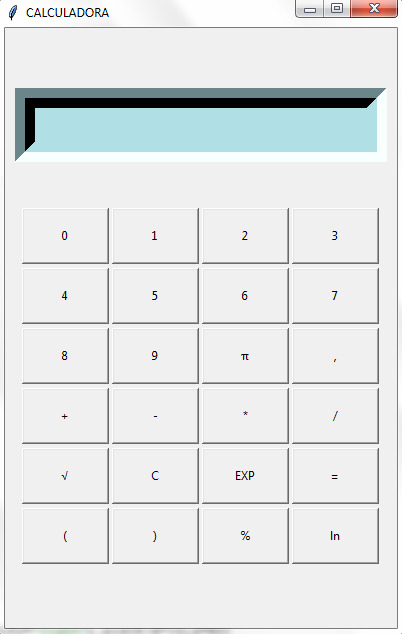 CALCULADORA
0 1 2 3
4 5 6 7
8 9 π ,
+ - * /
√ C EXP =
( ) % ln